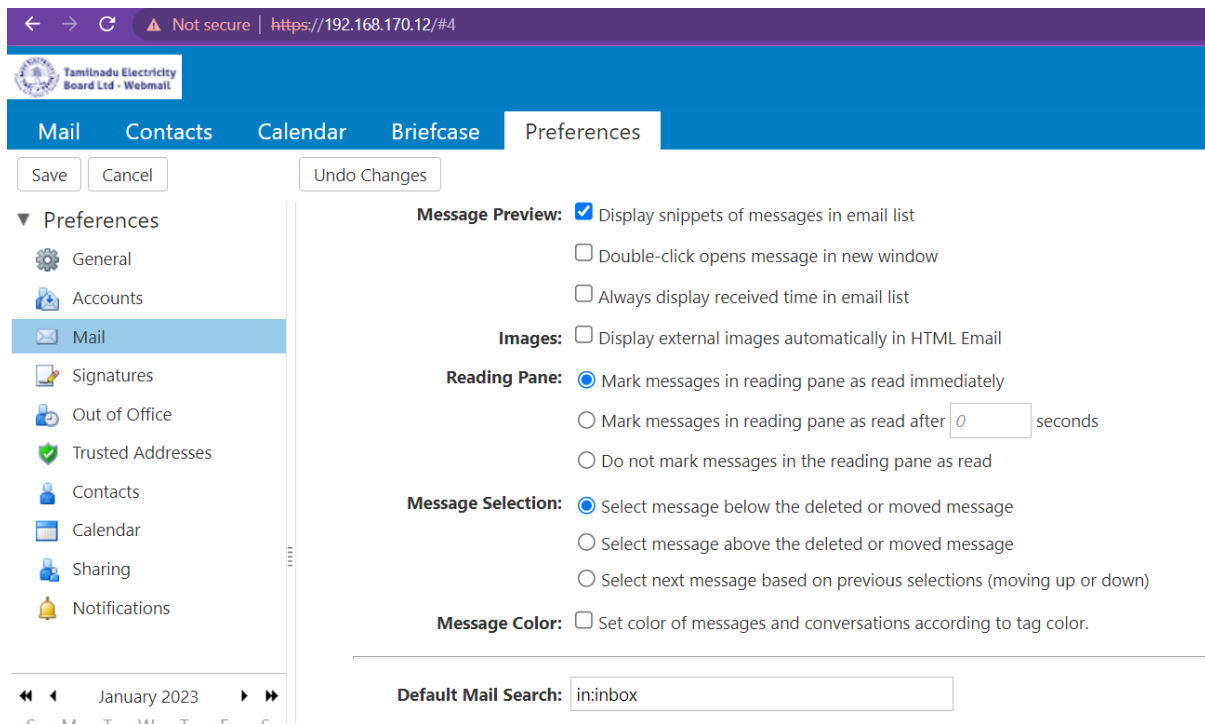 Not secure | https://192.168.170.12/#4
Tamilnadu Electricity
Board Ltd - Webmail
Mail Contacts Calendar Briefcase Preferences
Save Cancel Undo Changes
Preferences
General
Accounts
Mail
Signatures
Out of Office
Trusted Addresses
Contacts
Calendar
Sharing
Notifications
January 2023
S M T W T F S
Message Preview: Display snippets of messages in email list
Double-click opens message in new window
Always display received time in email list
Images: Display external images automatically in HTML Email
Reading Pane: Mark messages in reading pane as read immediately
Mark messages in reading pane as read after 0 seconds
Do not mark messages in the reading pane as read
Message Selection: Select message below the deleted or moved message
Select message above the deleted or moved message
Select next message based on previous selections (moving up or down)
Message Color: Set color of messages and conversations according to tag color.
Default Mail Search: in:inbox